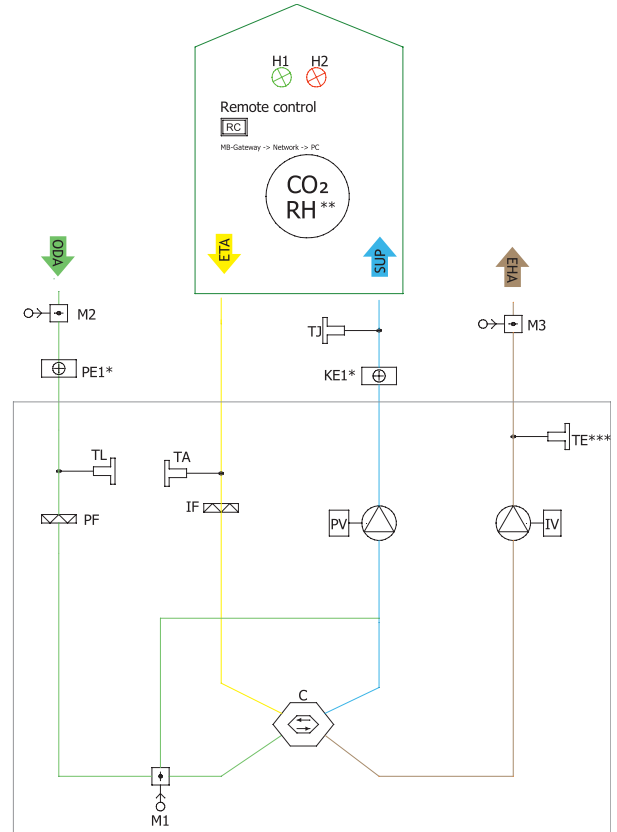 H1 H2
Remote control
RC
MB-Gateway -> Network -> PC
CO₂
RH **
ODA
ETA
SUP
EHA
M2
TJ
M3
PE1*
KE1*
TL
TA
TE***
IF
PF
PV
IV
C
M1